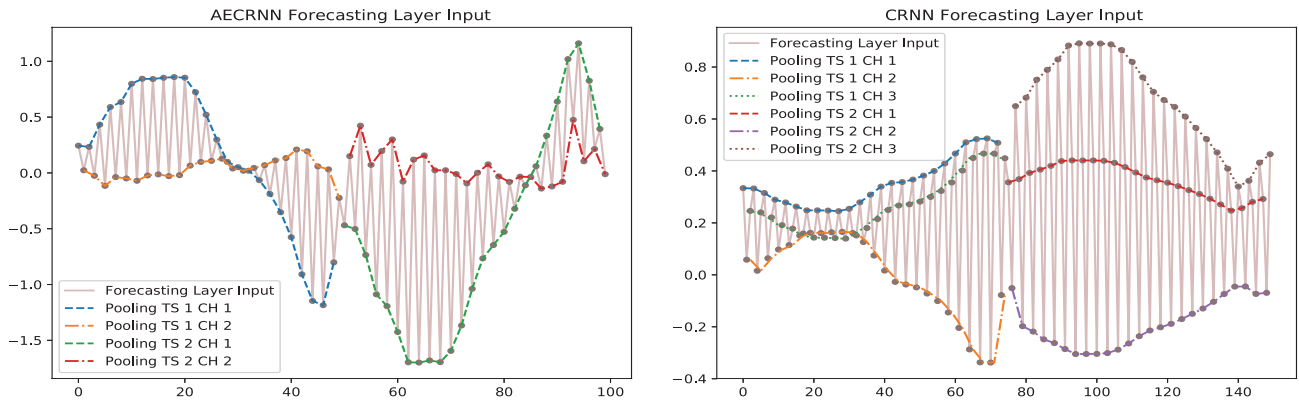 AECRNN Forecasting Layer Input
1.0
0.5
0.0
−0.5
−1.0
−1.5
Forecasting Layer Input
Pooling TS 1 CH 1
Pooling TS 1 CH 2
Pooling TS 2 CH 1
Pooling TS 2 CH 2
0 20 40 60 80 100
CRNN Forecasting Layer Input
0.8
0.6
0.4
0.2
0.0
−0.2
−0.4
Forecasting Layer Input
Pooling TS 1 CH 1
Pooling TS 1 CH 2
Pooling TS 1 CH 3
Pooling TS 2 CH 1
Pooling TS 2 CH 2
Pooling TS 2 CH 3
0 20 40 60 80 100 120 140